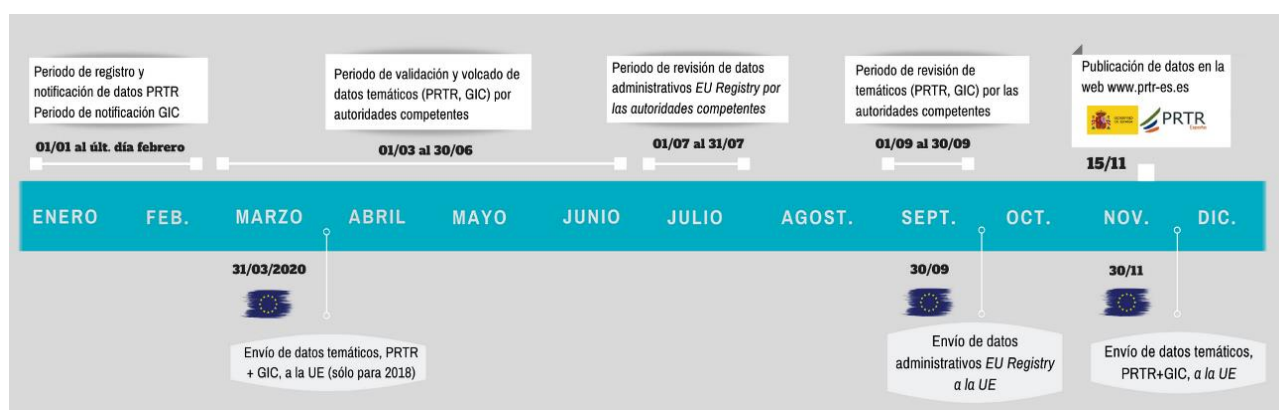 Periodo de registro y
notificación de datos PRTR
Periodo de notificación GIC
01/01 al últ. día febrero
Periodo de validación y volcado de
datos temáticos (PRTR, GIC) por
autoridades competentes
01/03 al 30/06
Periodo de revisión de datos
administrativos EU Registry por
las autoridades competentes
01/07 al 31/07
Periodo de revisión de
temáticos (PRTR, GIC) por las
autoridades competentes
01/09 al 30/09
Publicación de datos en la
web www.prtr-es.es
PRTR
España
15/11
ENERO FEB. MARZO ABRIL MAYO JUNIO JULIO AGOST. SEPT. OCT. NOV. DIC.
31/03/2020
Envío de datos temáticos, PRTR
+ GIC, a la UE (sólo para 2018)
30/09
Envío de datos
administrativos EU Registry
a la UE
30/11
Envío de datos temáticos,
PRTR+GIC, a la UE